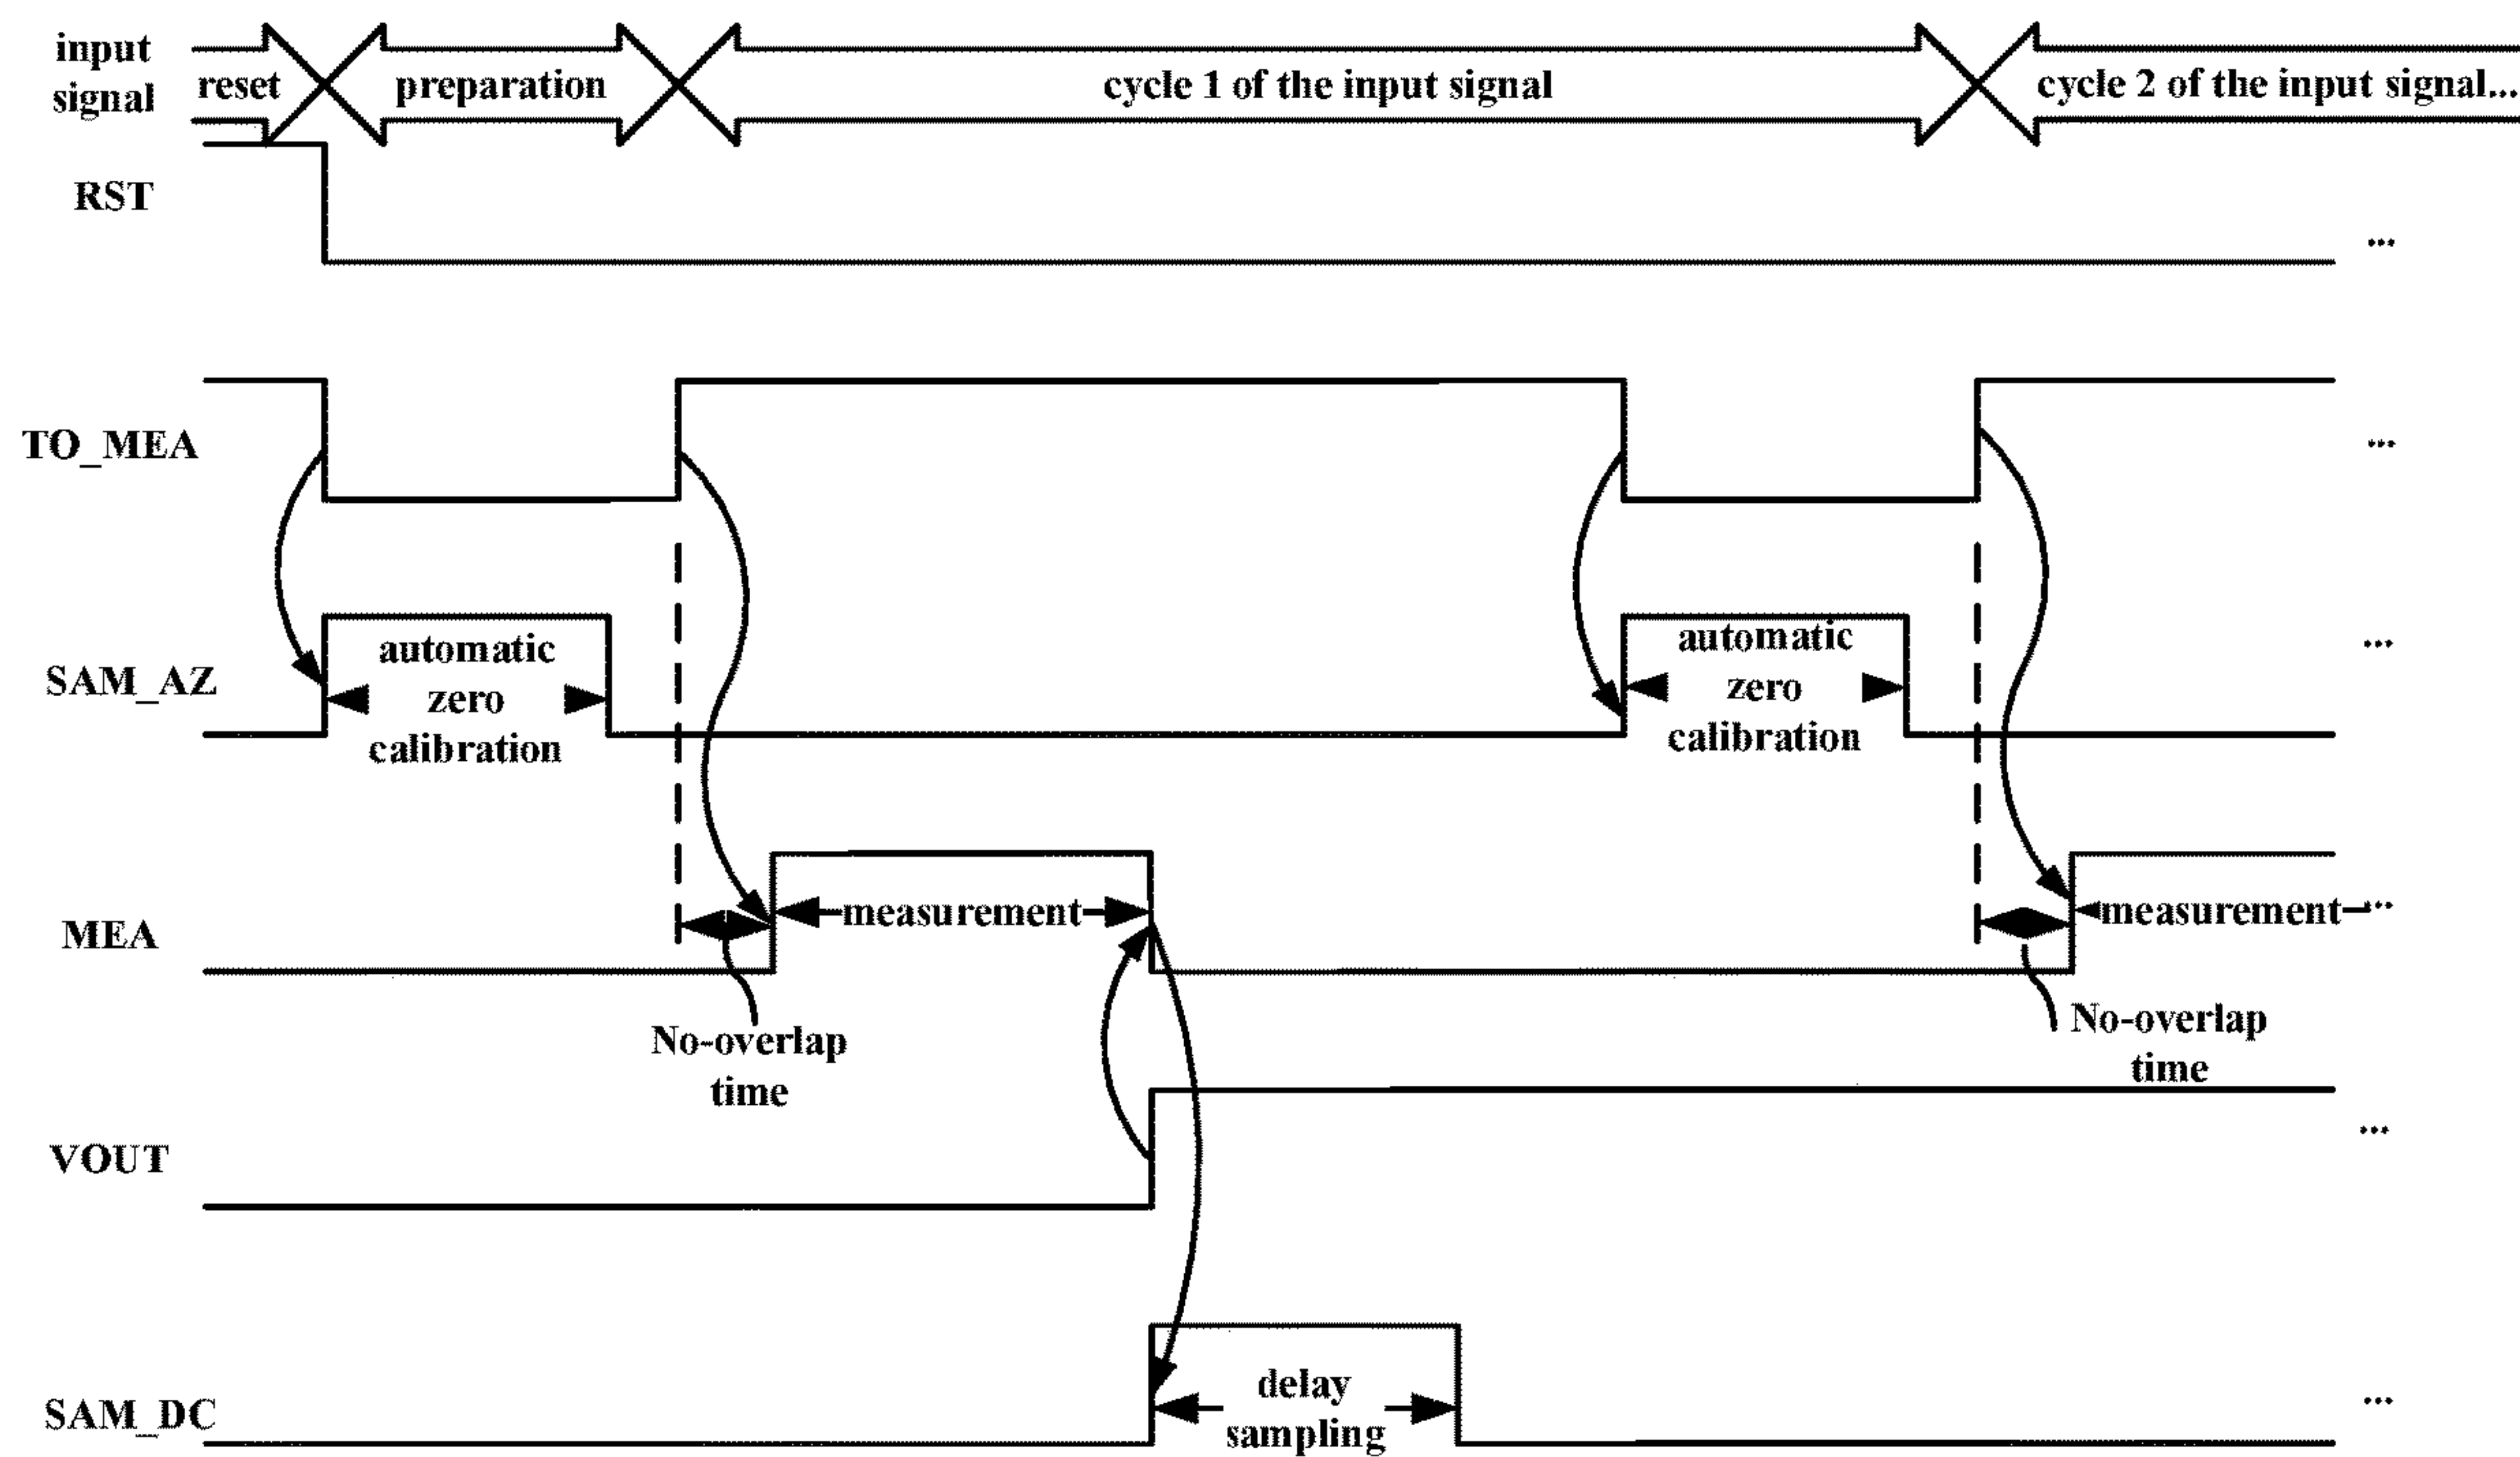 input
signal
reset
preparation
cycle 1 of the input signal
cycle 2 of the input signal...
RST
...
TO_MEA
...
SAM_AZ
automatic
zero
calibration
automatic
zero
calibration
...
MEA
measurement
measurement
...
No-overlap
time
No-overlap
time
VOUT
...
SAM_DC
delay
sampling
...